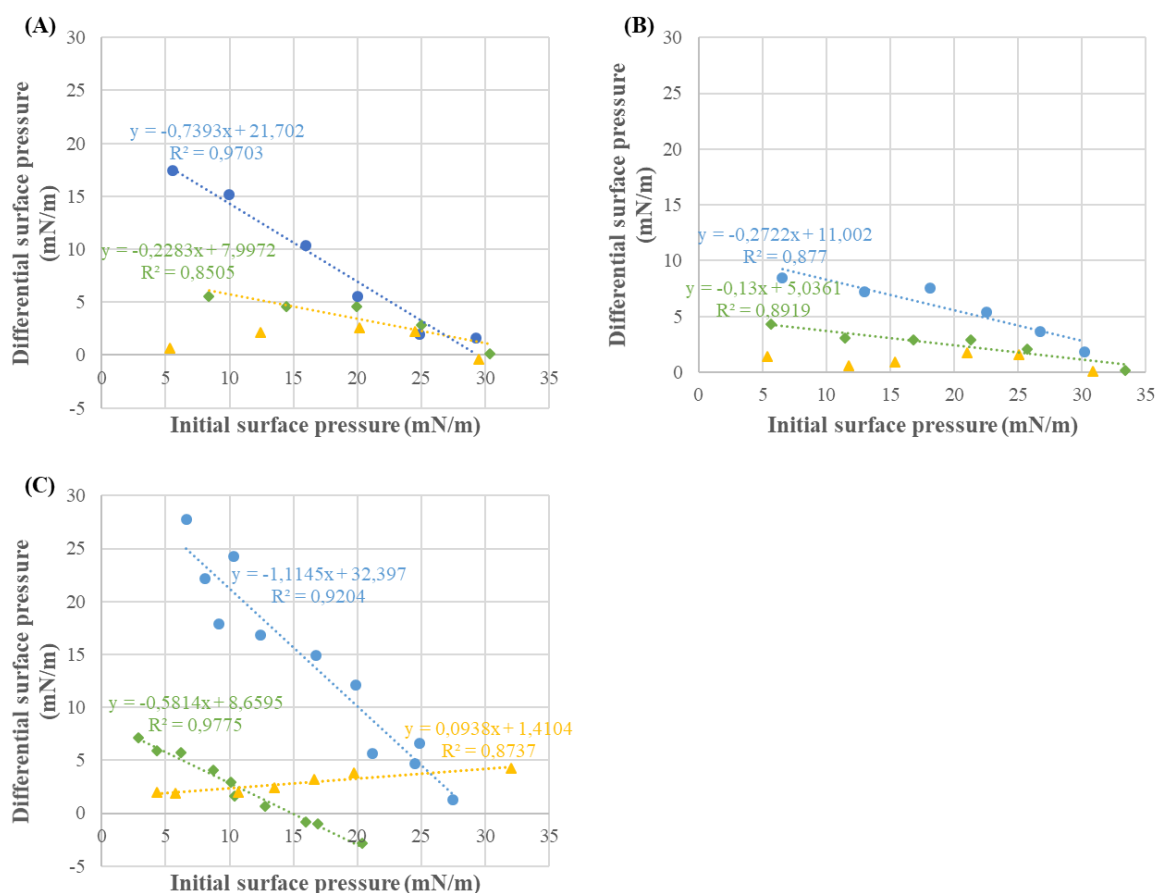 (A)
30
25
20
15
10
5
0
-5
0
5
10
15
20
25
30
35
Differential surface pressure
(mN/m)
Initial surface pressure (mN/m)
y = -0,7393x + 21,702
R² = 0,9703
y = -0,2283x + 7,9972
R² = 0,8505
(B)
30
25
20
15
10
5
0
0
5
10
15
20
25
30
35
Differential surface pressure
(mN/m)
Initial surface pressure (mN/m)
y = -0,2722x + 11,002
R² = 0,877
y = -0,13x + 5,0361
R² = 0,8919
(C)
30
25
20
15
10
5
0
-5
0
5
10
15
20
25
30
35
Differential surface pressure
(mN/m)
Initial surface pressure (mN/m)
y = -1,1145x + 32,397
R² = 0,9204
y = -0,5814x + 8,6595
R² = 0,9775
y = 0,0938x + 1,4104
R² = 0,8737